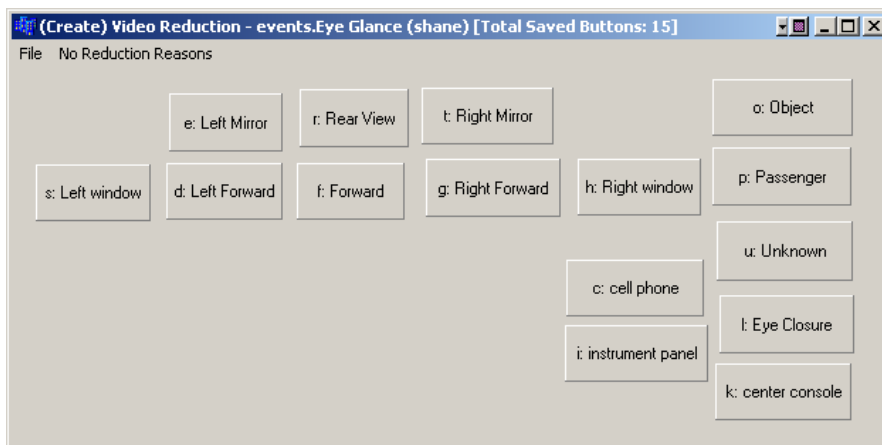 (Create) Video Reduction - events.Eye Glance (shane) [Total Saved Buttons: 15]
File No Reduction Reasons
e: Left Mirror
r: Rear View
t: Right Mirror
o: Object
s: Left window
d: Left Forward
f: Forward
g: Right Forward
h: Right window
p: Passenger
u: Unknown
c: cell phone
l: Eye Closure
i: instrument panel
k: center console